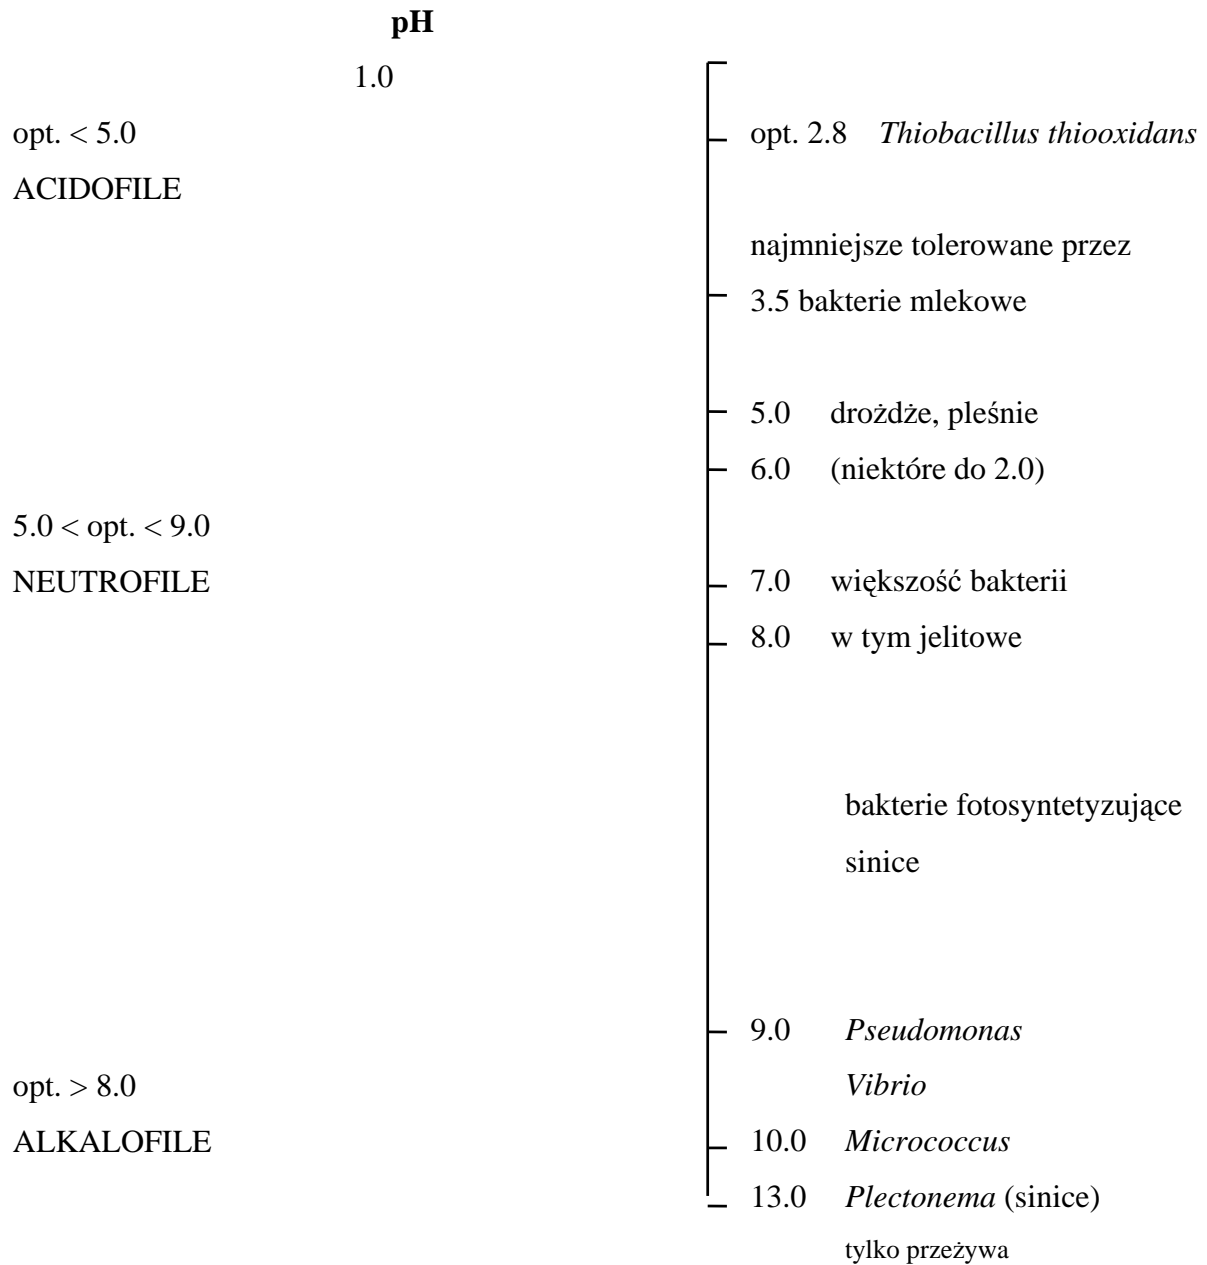 pH
1.0
opt. < 5.0 opt. 2.8 Thiobacillus thiooxidans
ACIDOFILE
najmniejsze tolerowane przez
3.5 bakterie mlekowe
5.0 drożdże, pleśnie
6.0 (niektóre do 2.0)
5.0 < opt. < 9.0
NEUTROFILE 7.0 większość bakterii
8.0 w tym jelitowe
bakterie fotosyntetyzujące
sinice
9.0 Pseudomonas
opt. > 8.0 Vibrio
ALKALOFILE 10.0 Micrococcus
13.0 Plectonema (sinice)
tylko przeżywa